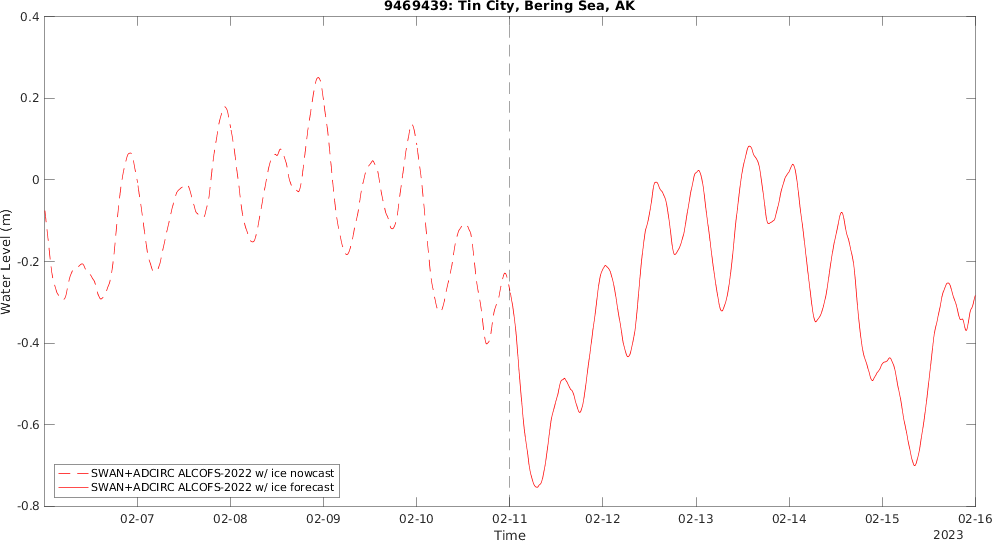 9469439: Tin City, Bering Sea, AK
0.4
0.2
0
-0.2
-0.4
-0.6
-0.8
Water Level (m)
SWAN+ADCIRC ALCOFS-2022 w/ ice nowcast
SWAN+ADCIRC ALCOFS-2022 w/ ice forecast
02-07 02-08 02-09 02-10 02-11 02-12 02-13 02-14 02-15 02-16
Time
2023